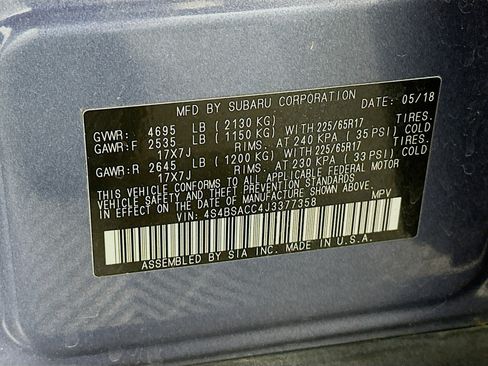 MFD BY SUBARU CORPORATION DATE: 05/18
GVWR: 4695 LB (2130 KG)
GAWR:F 2535 LB (1150 KG) WITH 225/65R17 TIRES.
17X7J RIMS. AT 240 KPA ( 35 PSI) COLD
GAWR:R 2645 LB (1200 KG) WITH 225/65R17 TIRES.
17X7J RIMS. AT 230 KPA ( 33 PSI) COLD
THIS VEHICLE CONFORMS TO ALL APPLICABLE FEDERAL MOTOR
VEHICLE SAFETY AND THEFT PREVENTION STANDARDS
IN EFFECT ON THE DATE OF MANUFACTURE SHOWN ABOVE.
VIN: 4S4BSACC4J3377358 MPV
ASSEMBLED BY SIA INC. MADE IN U.S.A.